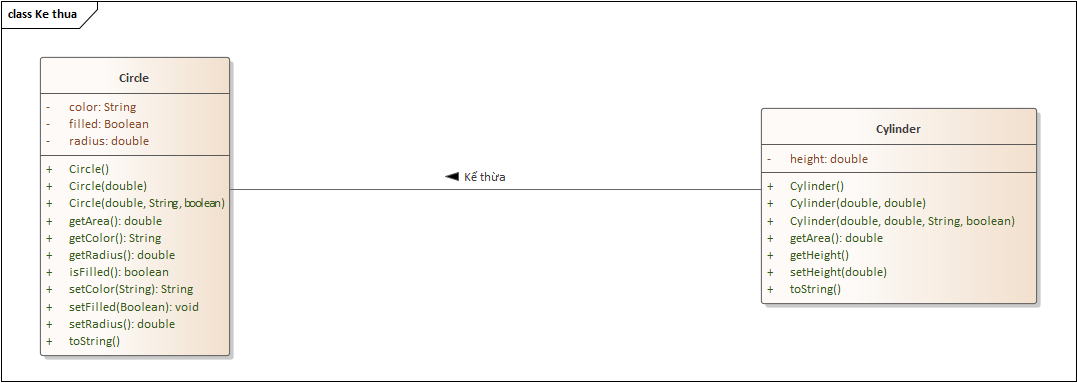 class Ke thua
Circle
- color: String
- filled: Boolean
- radius: double
+ Circle()
+ Circle(double)
+ Circle(double, String, boolean)
+ getArea(): double
+ getColor(): String
+ getRadius(): double
+ isFilled(): boolean
+ setColor(String): String
+ setFilled(Boolean): void
+ setRadius(): double
+ toString()
Kế thừa
Cylinder
- height: double
+ Cylinder()
+ Cylinder(double, double)
+ Cylinder(double, double, String, boolean)
+ getArea(): double
+ getHeight()
+ setHeight(double)
+ toString()